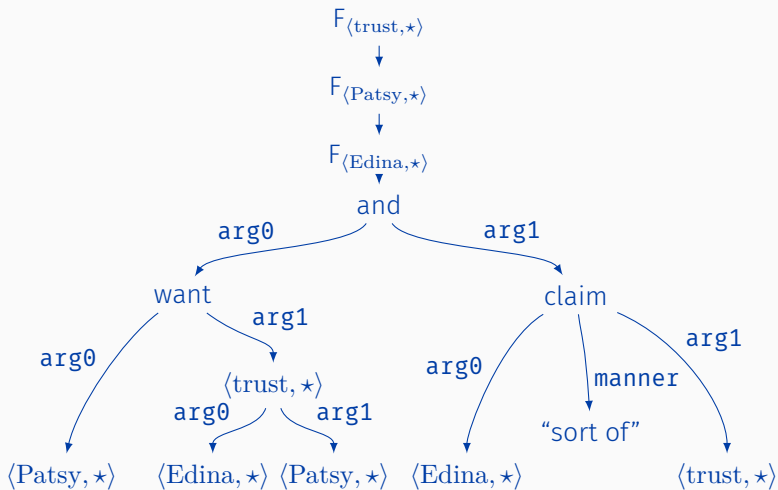 F⟨trust,⋆⟩
F⟨Patsy,⋆⟩
F⟨Edina,⋆⟩
and
arg0 arg1
want claim
arg0 arg1 arg0 manner arg1
⟨trust, ⋆⟩
arg0 arg1
“sort of”
⟨Patsy, ⋆⟩ ⟨Edina, ⋆⟩ ⟨Patsy, ⋆⟩ ⟨Edina, ⋆⟩ ⟨trust, ⋆⟩